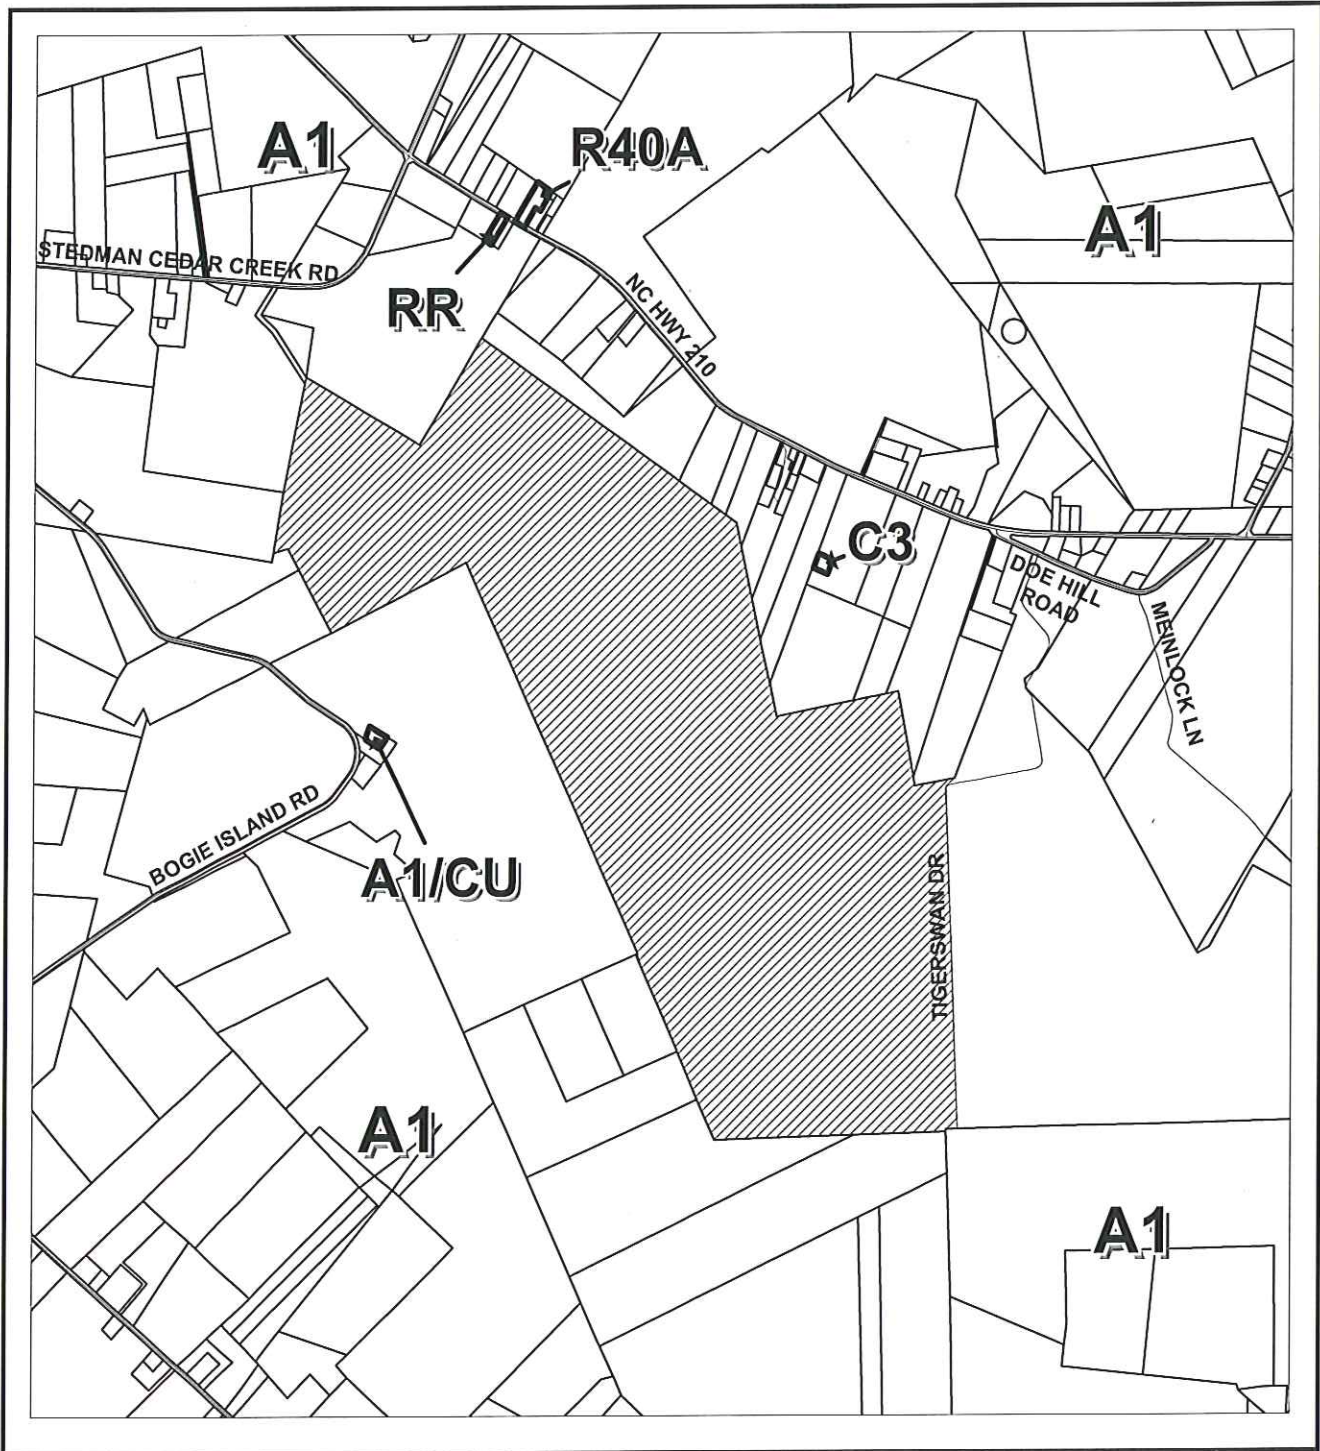 A1
R40A
A1
STEDMAN CEDAR CREEK RD
RR
NC HWY 210
C3
DOE HILL
ROAD
MEINLOCK LN
BOGIE ISLAND RD
A1/CU
TIGERSWAN DR
A1
A1